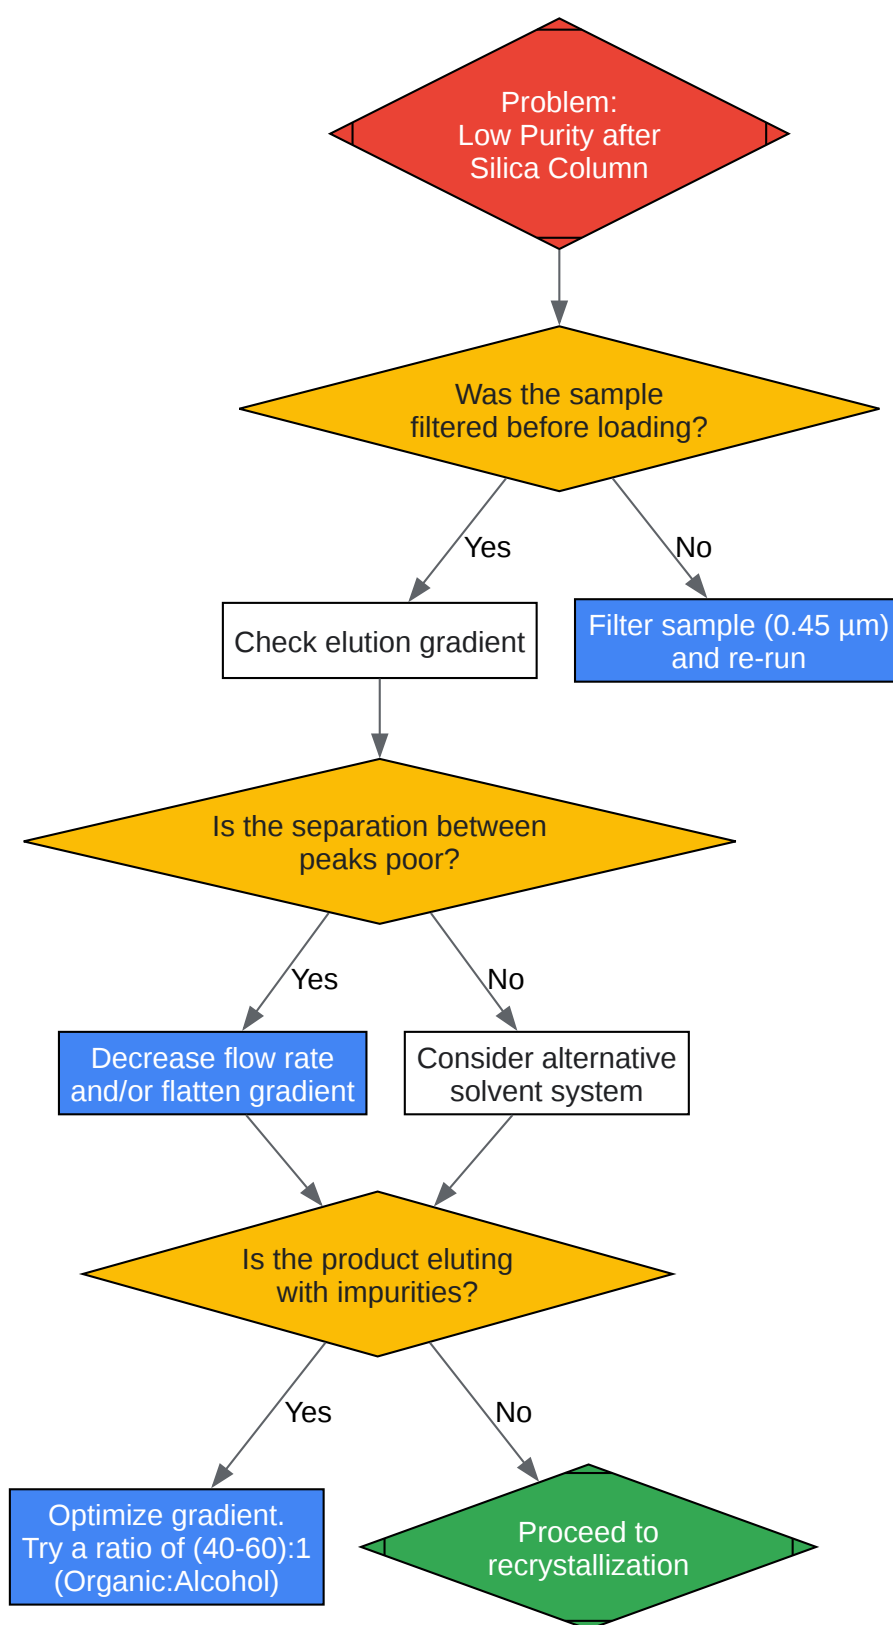 Problem:
Low Purity after
Silica Column
Was the sample
filtered before loading?
Yes
No
Check elution gradient
Filter sample (0.45 µm)
and re-run
Is the separation between
peaks poor?
Yes
No
Decrease flow rate
and/or flatten gradient
Consider alternative
solvent system
Is the product eluting
with impurities?
Yes
No
Optimize gradient.
Try a ratio of (40-60):1
(Organic:Alcohol)
Proceed to
recrystallization